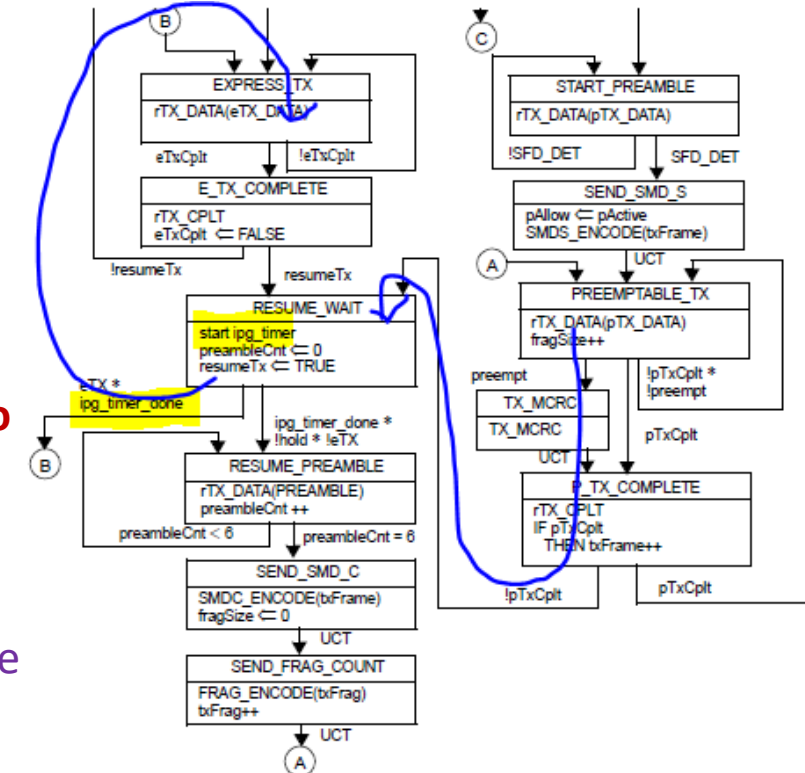 B
EXPRESS_TX
rTX_DATA(eTX_DATA)
eTxCplt
!eTxCplt
E_TX_COMPLETE
rTX_CPLT
eTxCplt ⇐ FALSE
!resumeTx
resumeTx
RESUME_WAIT
start ipg_timer
preambleCnt ⇐ 0
resumeTx ⇐ TRUE
eTX *
ipg_timer_done
B
ipg_timer_done *
!hold * !eTX
RESUME_PREAMBLE
rTX_DATA(PREAMBLE)
preambleCnt ++
preambleCnt < 6
preambleCnt = 6
SEND_SMD_C
SMDC_ENCODE(txFrame)
fragSize ⇐ 0
UCT
SEND_FRAG_COUNT
FRAG_ENCODE(txFrag)
txFrag++
UCT
A
C
START_PREAMBLE
rTX_DATA(pTX_DATA)
!SFD_DET
SFD_DET
SEND_SMD_S
pAllow ⇐ pActive
SMDS_ENCODE(txFrame)
UCT
A
PREEMPTABLE_TX
rTX_DATA(pTX_DATA)
fragSize++
preempt
!pTxCplt *
!preempt
TX_MCRC
TX_MCRC
UCT
pTxCplt
P_TX_COMPLETE
rTX_CPLT
IF pTxCplt
THEN txFrame++
!pTxCplt
pTxCplt